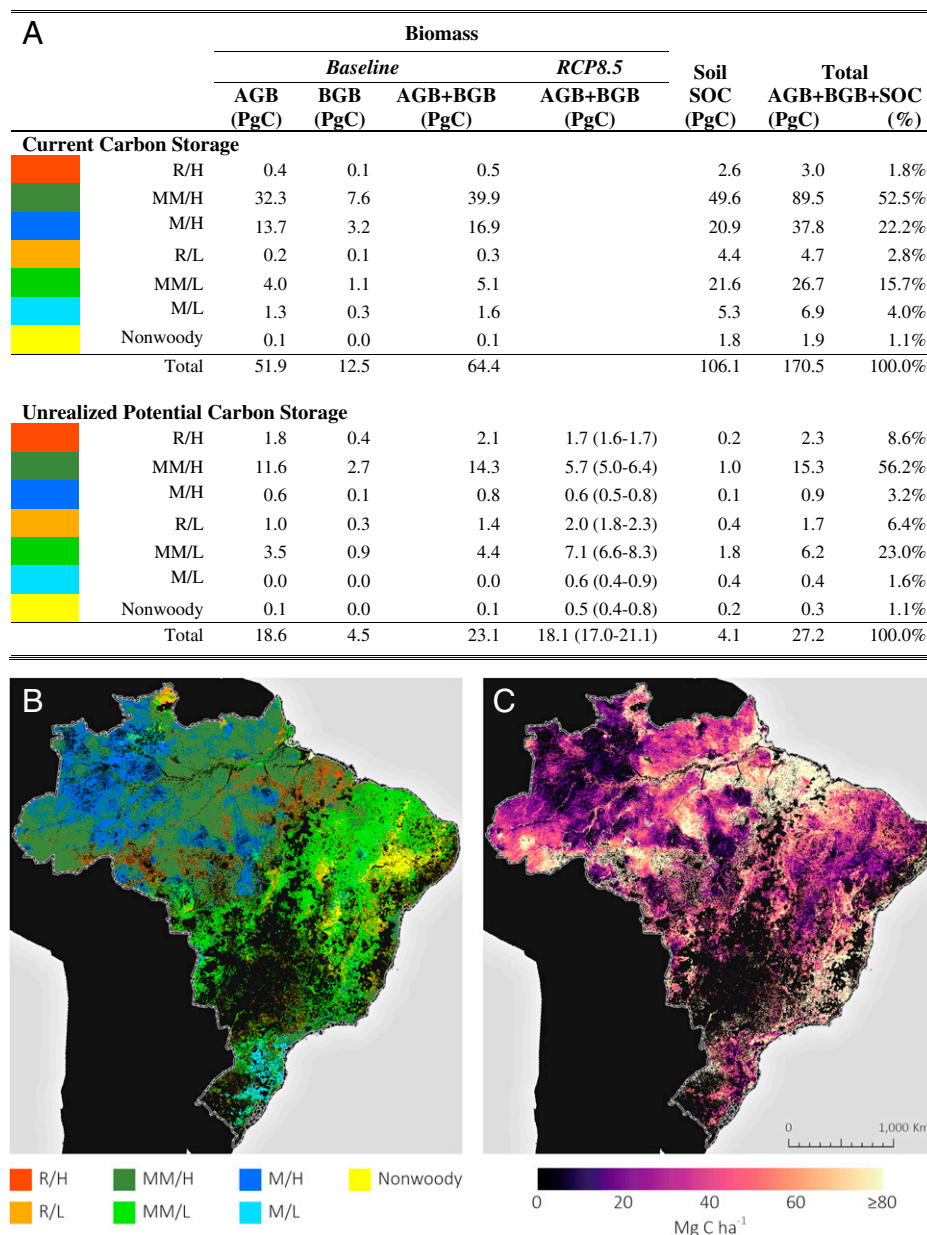 A
Biomass
Baseline RCP8.5 Soil Total
AGB BGB AGB+BGB AGB+BGB SOC AGB+BGB+SOC
(PgC) (PgC) (PgC) (PgC) (PgC) (PgC) (%)
Current Carbon Storage
R/H 0.4 0.1 0.5 2.6 3.0 1.8%
MM/H 32.3 7.6 39.9 49.6 89.5 52.5%
M/H 13.7 3.2 16.9 20.9 37.8 22.2%
R/L 0.2 0.1 0.3 4.4 4.7 2.8%
MM/L 4.0 1.1 5.1 21.6 26.7 15.7%
M/L 1.3 0.3 1.6 5.3 6.9 4.0%
Nonwoody 0.1 0.0 0.1 1.8 1.9 1.1%
Total 51.9 12.5 64.4 106.1 170.5 100.0%
Unrealized Potential Carbon Storage
R/H 1.8 0.4 2.1 1.7 (1.6-1.7) 0.2 2.3 8.6%
MM/H 11.6 2.7 14.3 5.7 (5.0-6.4) 1.0 15.3 56.2%
M/H 0.6 0.1 0.8 0.6 (0.5-0.8) 0.1 0.9 3.2%
R/L 1.0 0.3 1.4 2.0 (1.8-2.3) 0.4 1.7 6.4%
MM/L 3.5 0.9 4.4 7.1 (6.6-8.3) 1.8 6.2 23.0%
M/L 0.0 0.0 0.0 0.6 (0.4-0.9) 0.4 0.4 1.6%
Nonwoody 0.1 0.0 0.1 0.5 (0.4-0.8) 0.2 0.3 1.1%
Total 18.6 4.5 23.1 18.1 (17.0-21.1) 4.1 27.2 100.0%
B
C
0 1,000 Km
R/H MM/H M/H Nonwoody
R/L MM/L M/L
0 20 40 60 ≥80
Mg C ha⁻¹